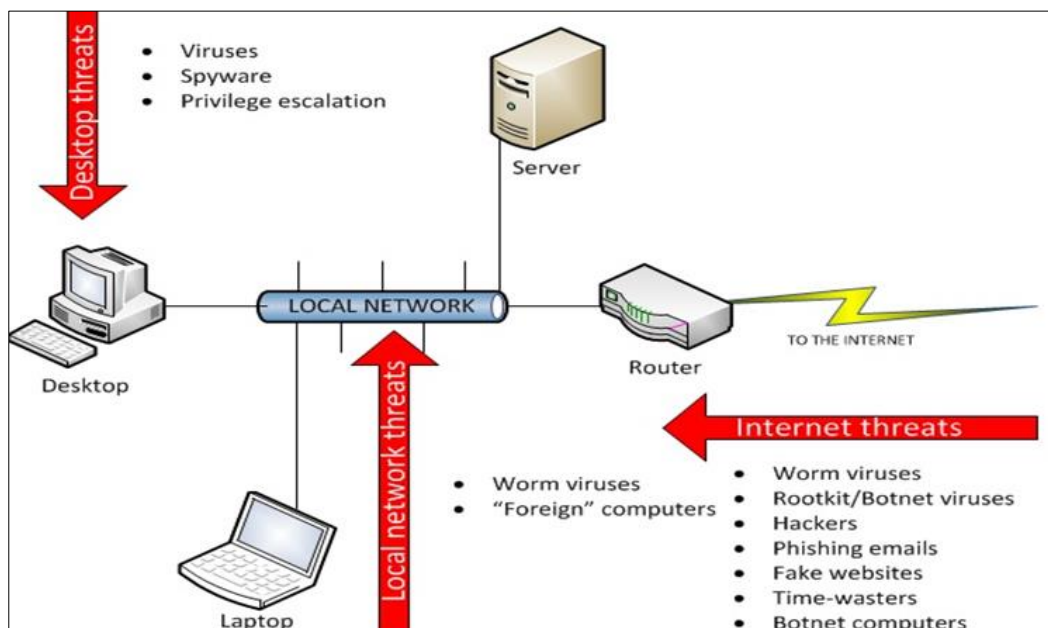 Desktop threats
• Viruses
• Spyware
• Privilege escalation
Server
LOCAL NETWORK
Desktop
Router
TO THE INTERNET
Local network threats
• Worm viruses
• “Foreign” computers
Internet threats
• Worm viruses
• Rootkit/Botnet viruses
• Hackers
• Phishing emails
• Fake websites
• Time-wasters
• Botnet computers
Laptop